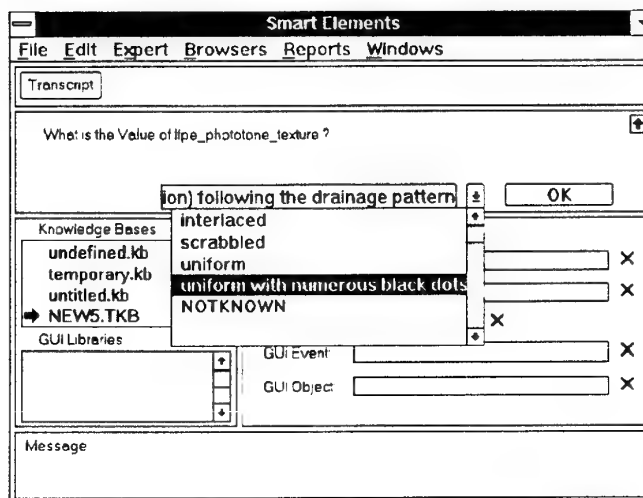 Smart Elements
File Edit Expert Browsers Reports Windows
Transcript
What is the Value of ltpe_phototone_texture ?
ion) following the drainage pattern
OK
interlaced
scrabbled
uniform
uniform with numerous black dots
NOTKNOWN
Knowledge Bases
undefined.kb
temporary.kb
untitled.kb
NEW5.TKB
GUI Libraries
GUI Event
GUI Object
Message